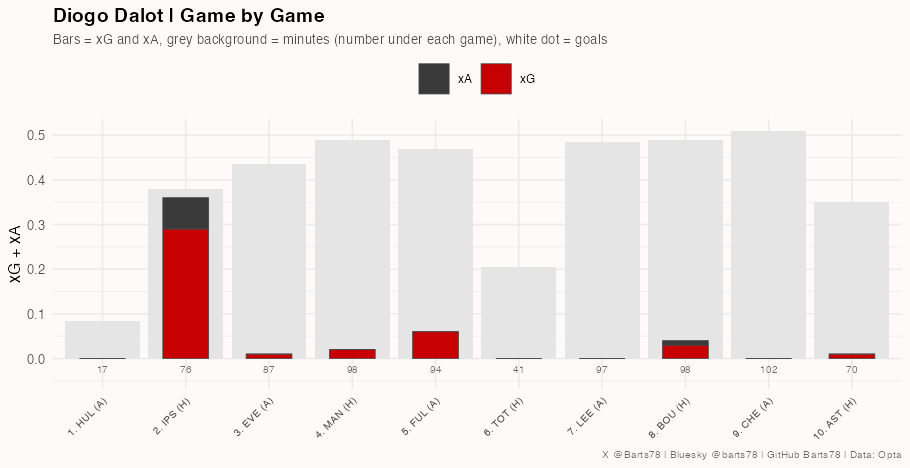 Diogo Dalot | Game by Game
Bars = xG and xA, grey background = minutes (number under each game), white dot = goals
xA xG
xG + xA
0.5
0.4
0.3
0.2
0.1
0.0
17 76 87 98 94 41 97 98 102 70
1. HUL (A)
2. IPS (H)
3. EVE (A)
4. MAN (H)
5. FUL (A)
6. TOT (H)
7. LEE (A)
8. BOU (H)
9. CHE (A)
10. AST (H)
X @Barts78 | Bluesky @barts78 | GitHub Barts78 | Data: Opta